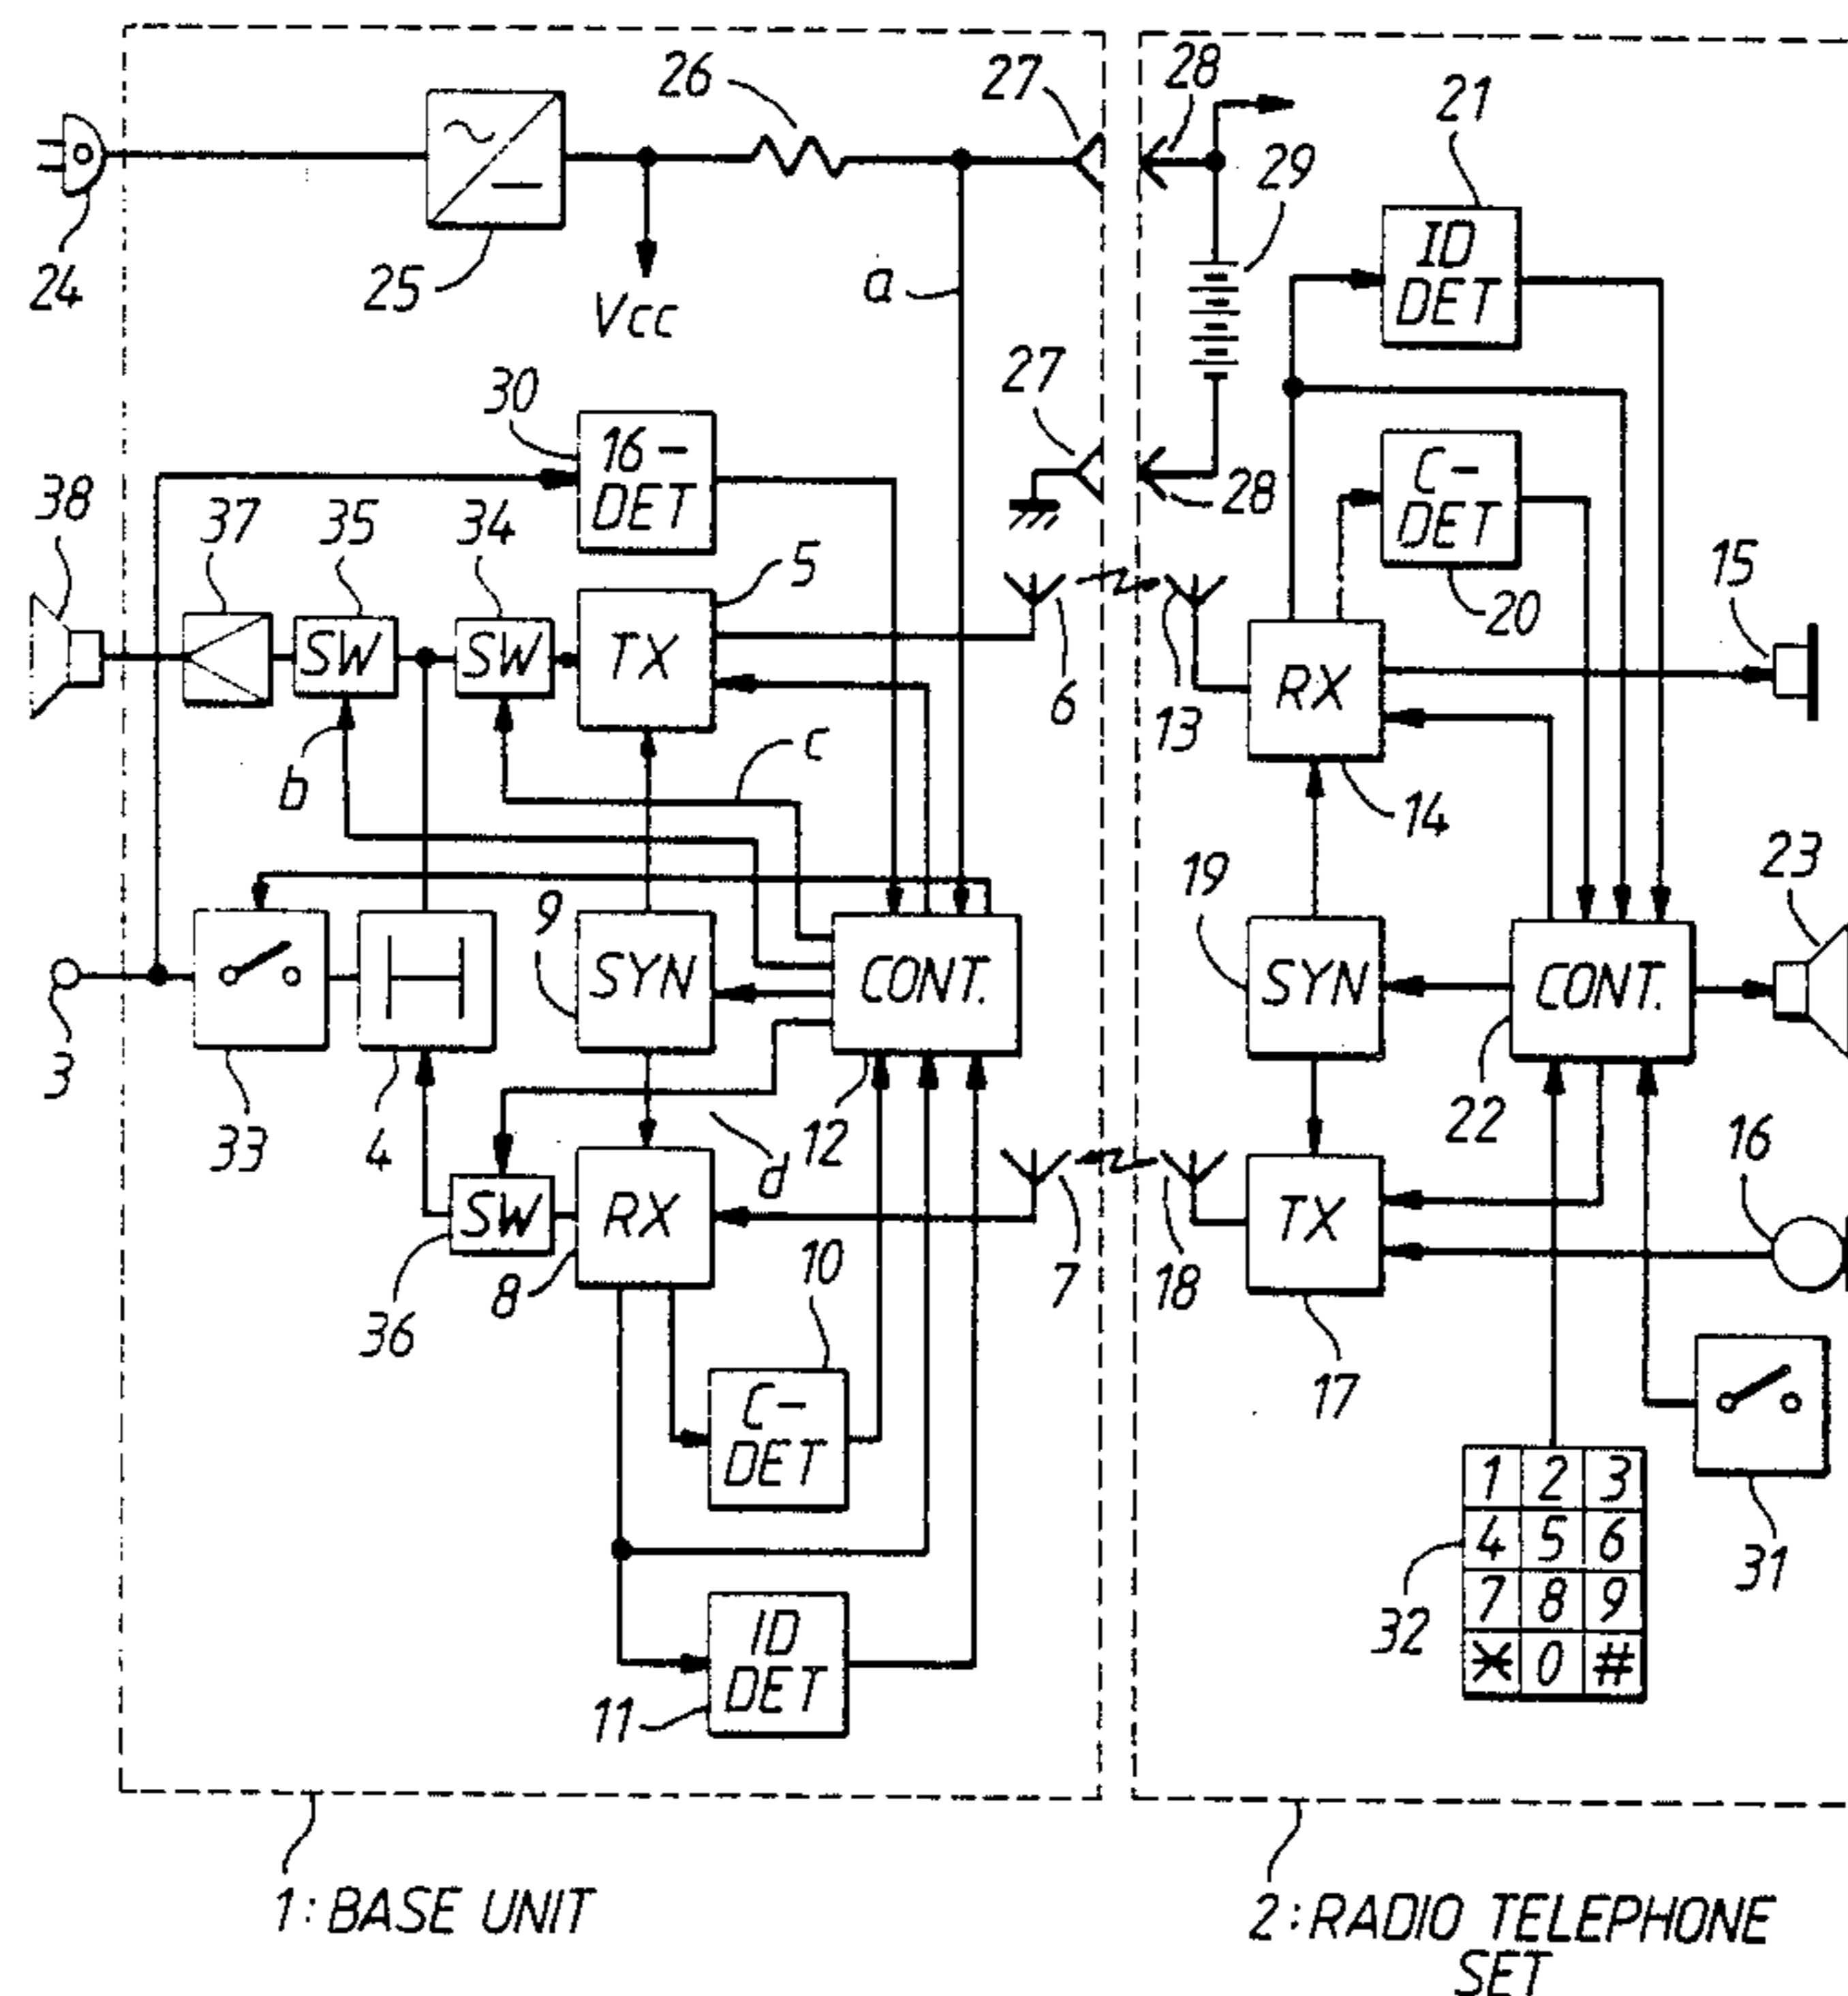 26
27
28
21
29
24
25
Vcc
a
ID
DET
30
16-
DET
27
28
C-
DET
20
38
37
35
34
5
15
SW
SW
TX
6
13
RX
14
b
c
9
19
23
SYN
CONT.
SYN
CONT.
3
33
4
12
22
16
d
SW
RX
TX
36
8
10
7
18
17
C-
DET
31
1 2 3
4 5 6
7 8 9
* 0 #
32
ID
DET
11
1: BASE UNIT
2: RADIO TELEPHONE
SET